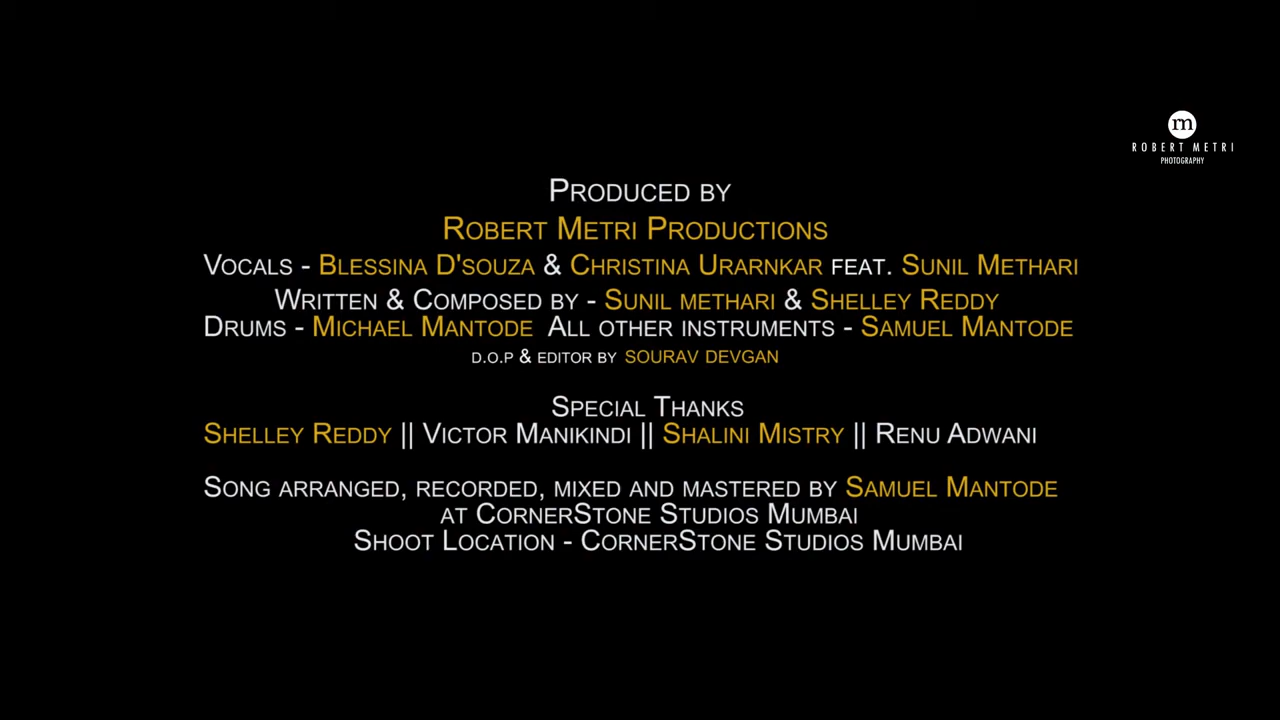 rn
ROBERT METRI
PHOTOGRAPHY
PRODUCED BY
ROBERT METRI PRODUCTIONS
VOCALS - BLESSINA D'SOUZA & CHRISTINA URARNKAR FEAT. SUNIL METHARI
WRITTEN & COMPOSED BY - SUNIL METHARI & SHELLEY REDDY
DRUMS - MICHAEL MANTODE ALL OTHER INSTRUMENTS - SAMUEL MANTODE
D.O.P & EDITOR BY SOURAV DEVGAN
SPECIAL THANKS
SHELLEY REDDY || VICTOR MANIKINDI || SHALINI MISTRY || RENU ADWANI
SONG ARRANGED, RECORDED, MIXED AND MASTERED BY SAMUEL MANTODE
AT CORNERSTONE STUDIOS MUMBAI
SHOOT LOCATION - CORNERSTONE STUDIOS MUMBAI